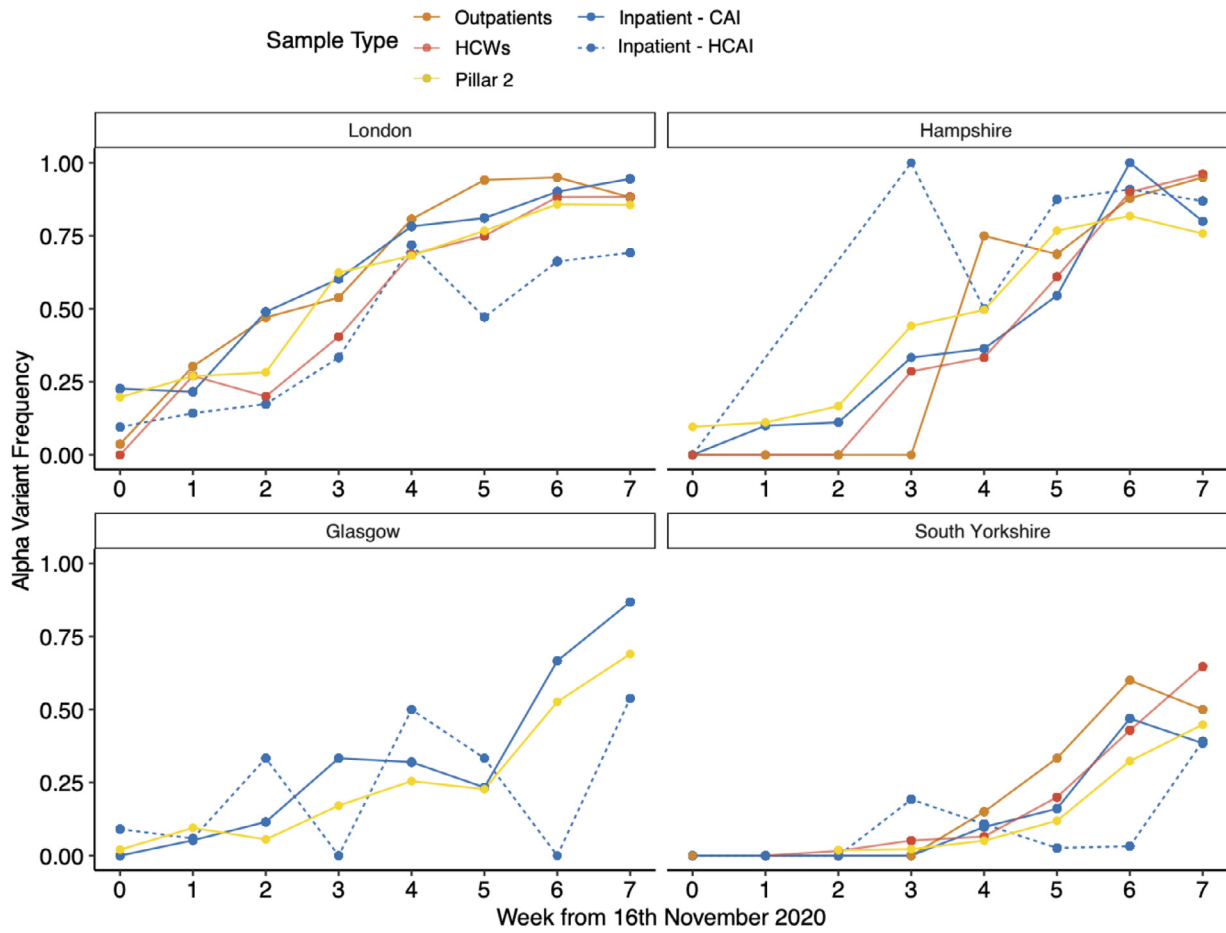 Sample Type
Outpatients
HCWs
Pillar 2
Inpatient - CAI
Inpatient - HCAI
London
Hampshire
1.00
0.75
0.50
0.25
0.00
0 1 2 3 4 5 6 7
0 1 2 3 4 5 6 7
Glasgow
South Yorkshire
1.00
0.75
0.50
0.25
0.00
0 1 2 3 4 5 6 7
0 1 2 3 4 5 6 7
Alpha Variant Frequency
Week from 16th November 2020